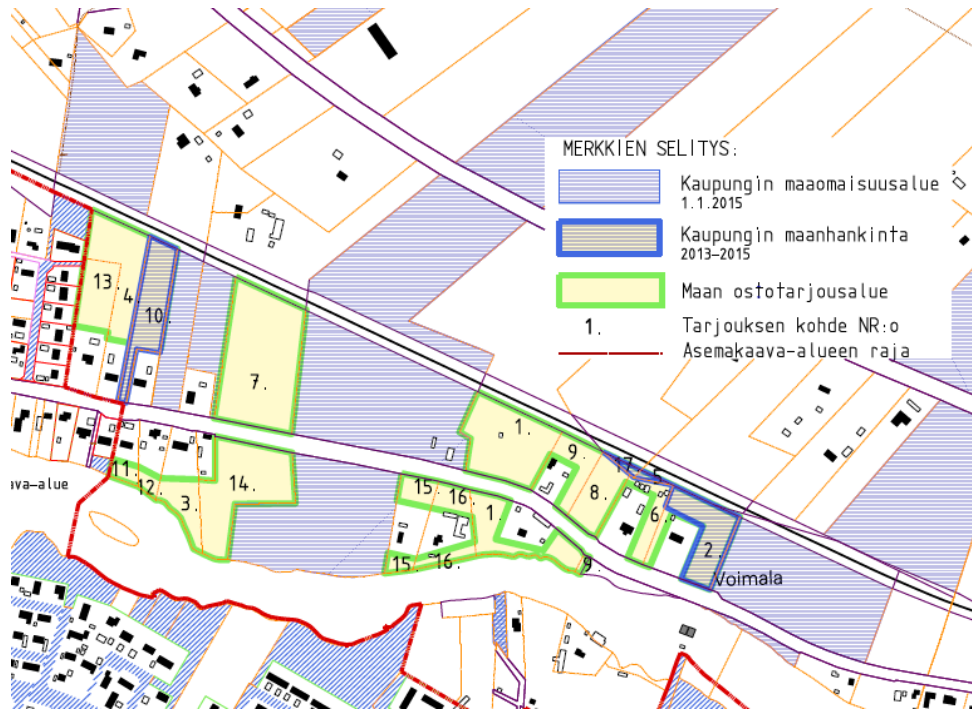 MERKKIEN SELITYS:
Kaupungin maaomaisuusalue
1.1.2015
Kaupungin maanhankinta
2013-2015
Maan ostotarjousalue
1. Tarjouksen kohde NR:o
Asemakaava-alueen raja
13.
4
10.
7.
1.
9.
17.
5
8.
6.
2.
Voimala
11.
12.
3.
14.
15.
16.
1.
15.
16.
9
ava-alue